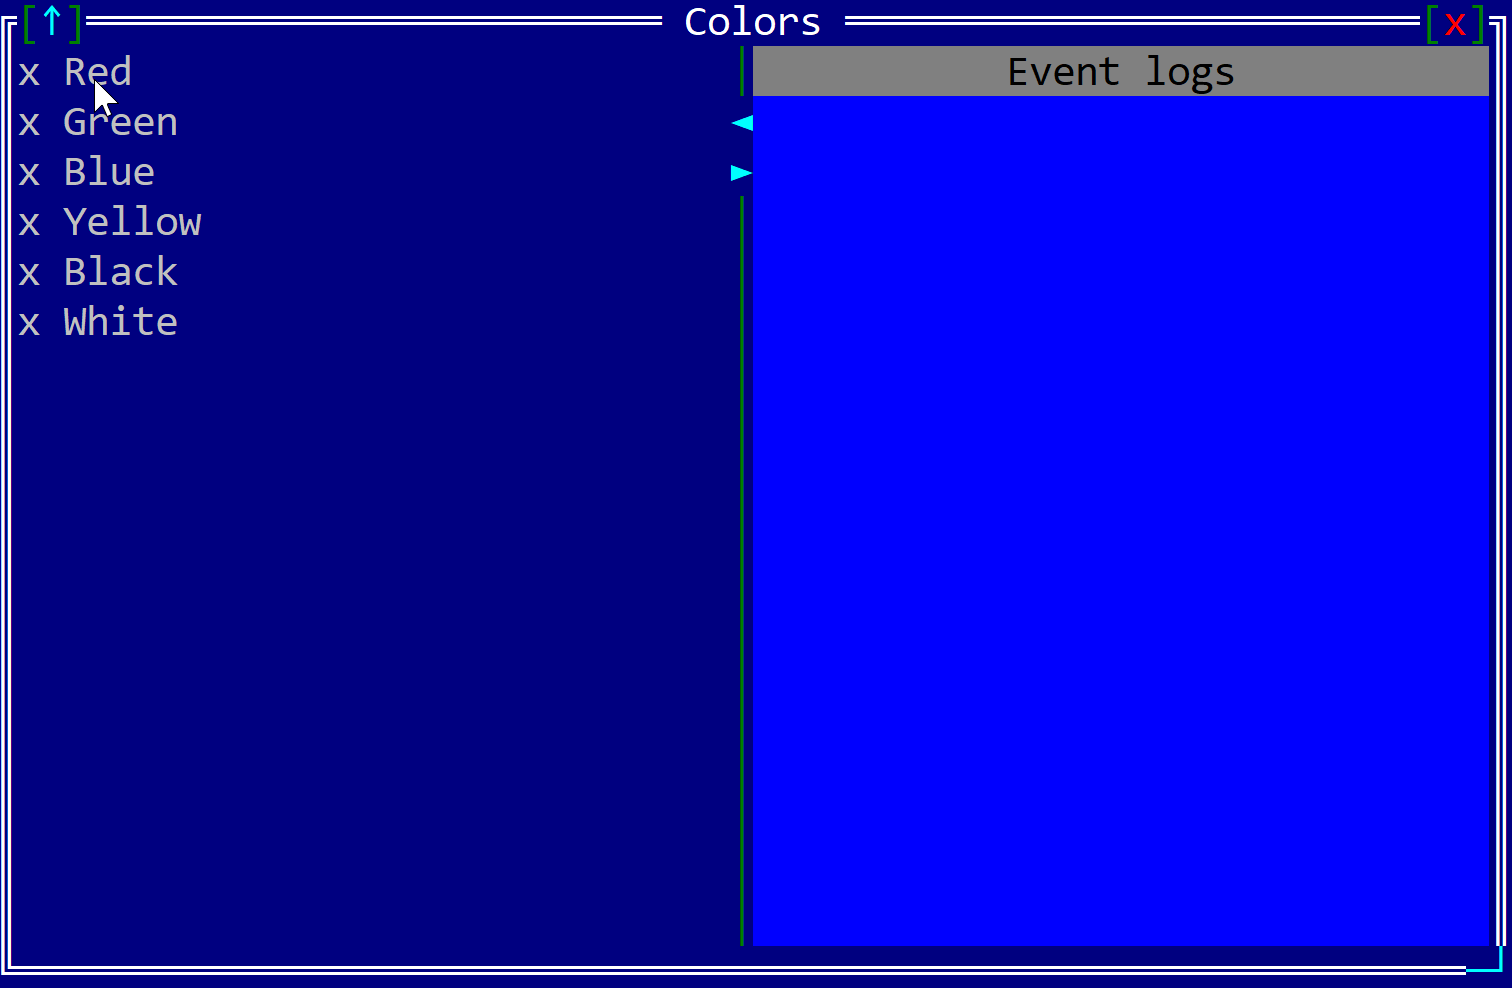 [↑] Colors [x]
x Red
x Green
x Blue
x Yellow
x Black
x White
Event logs